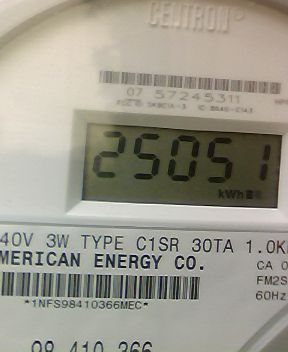 CENTRON®
07 57245311
25051
kWh
40V 3W TYPE C1SR 30TA 1.0K
MERICAN ENERGY CO.
CA 0
FM2S
*1NFS98410366MEC*
60Hz
98 410 366